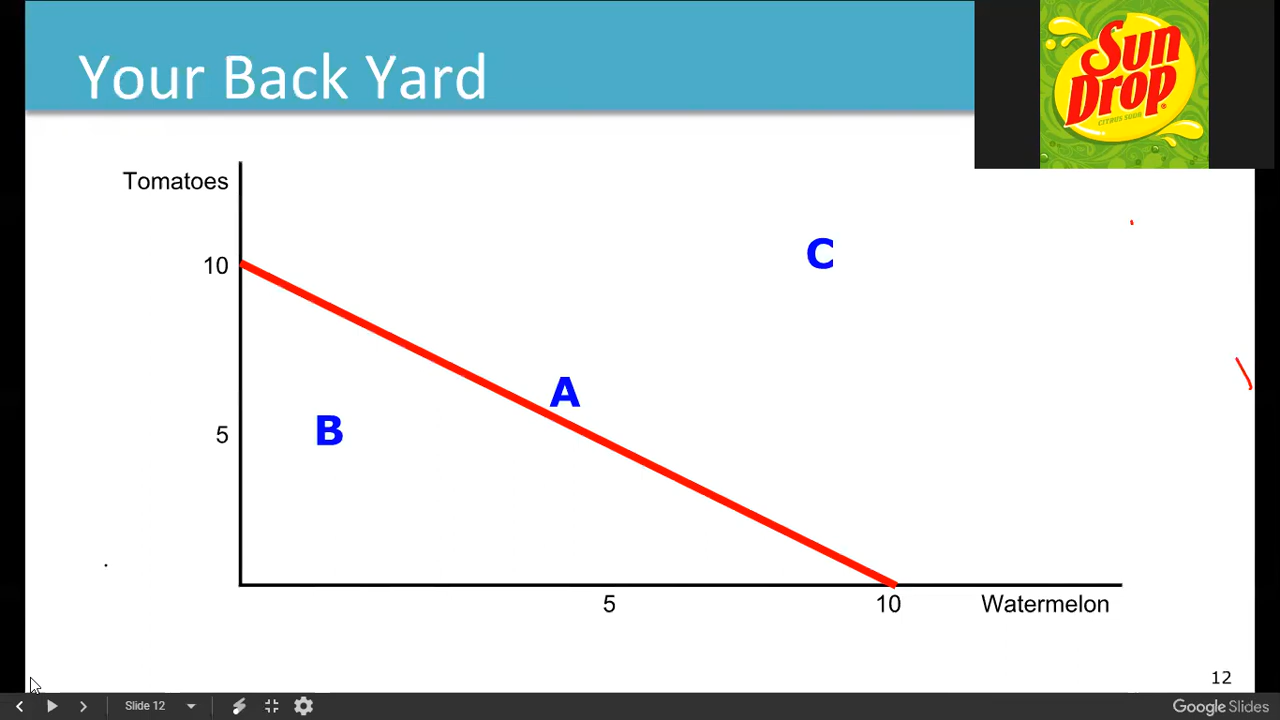 Your Back Yard
Sun
Drop
CITRUS SODA
Tomatoes
10
C
A
B
5
5
10
Watermelon
12
Slide 12
Google Slides